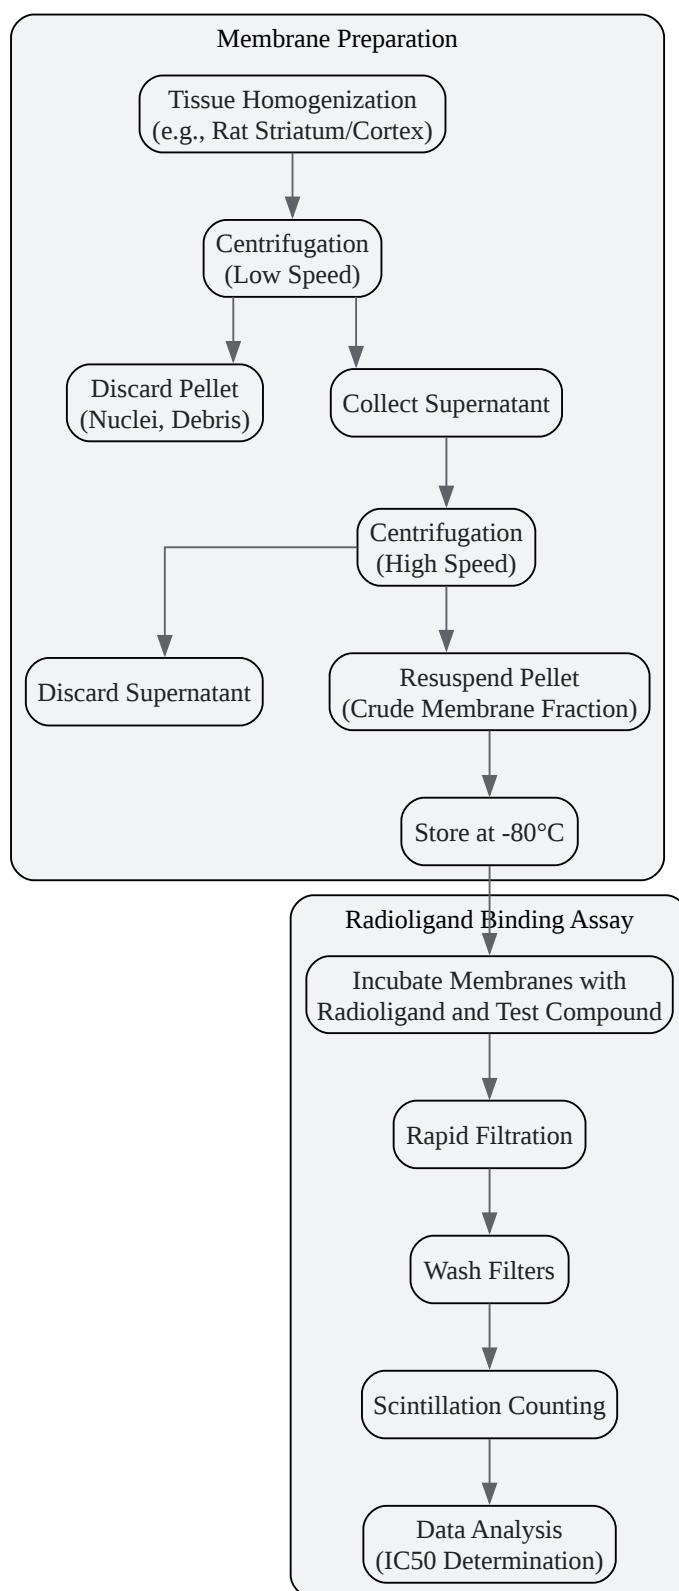 Membrane Preparation
Tissue Homogenization
(e.g., Rat Striatum/Cortex)
Centrifugation
(Low Speed)
Discard Pellet
(Nuclei, Debris)
Collect Supernatant
Centrifugation
(High Speed)
Discard Supernatant
Resuspend Pellet
(Crude Membrane Fraction)
Store at -80°C
Radioligand Binding Assay
Incubate Membranes with
Radioligand and Test Compound
Rapid Filtration
Wash Filters
Scintillation Counting
Data Analysis
(IC50 Determination)